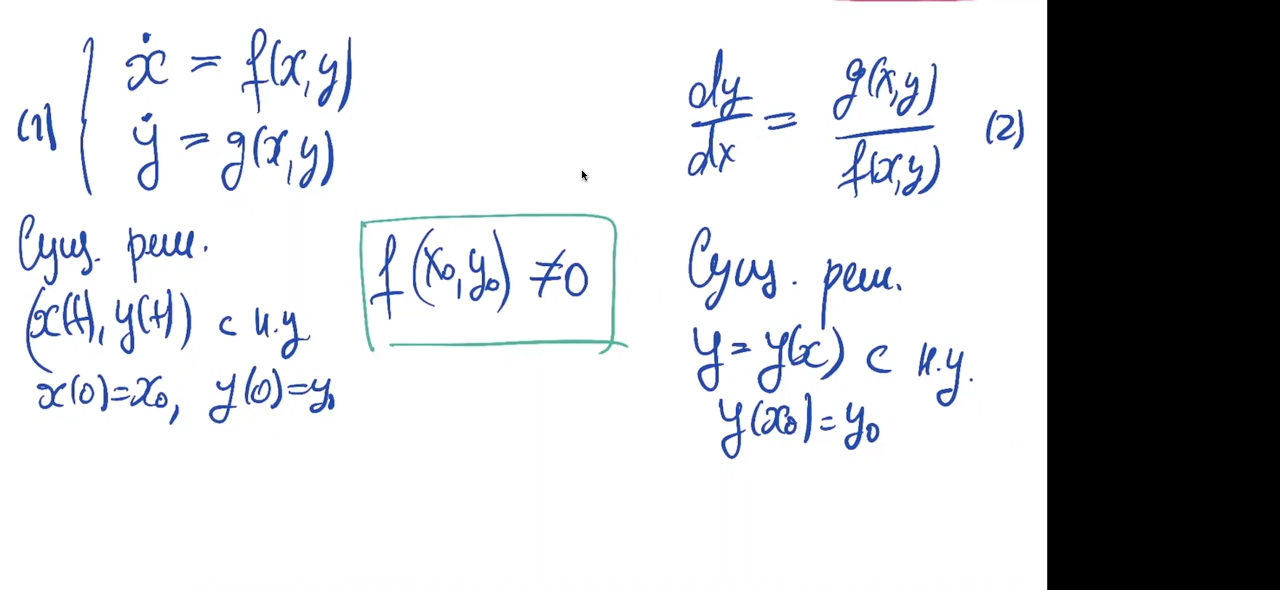 (1) { ẋ = f(x,y)
ẏ = g(x,y)
Сущ. реш.
(x(t), y(t)) с н.у
x(0)=x₀, y(0)=y₀
f(x₀,y₀) ≠0
dy/dx = g(x,y)/f(x,y) (2)
Сущ. реш.
y=y(x) с н.у.
y(x₀)=y₀